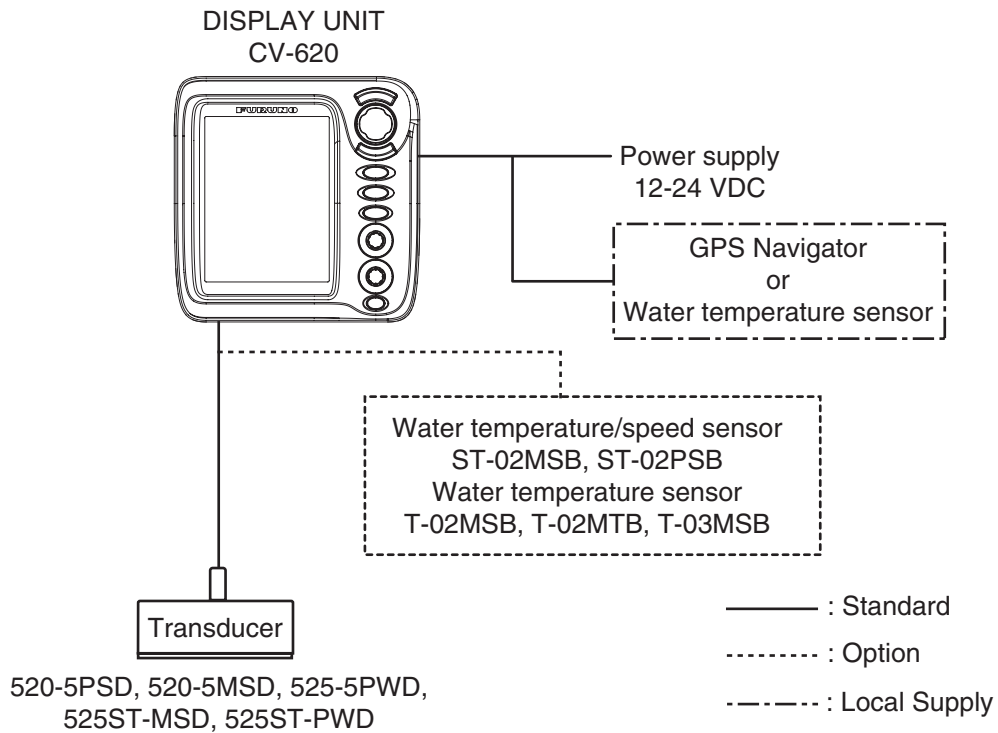 DISPLAY UNIT
CV-620
FURUNO
Power supply
12-24 VDC
GPS Navigator
or
Water temperature sensor
Water temperature/speed sensor
ST-02MSB, ST-02PSB
Water temperature sensor
T-02MSB, T-02MTB, T-03MSB
Transducer
520-5PSD, 520-5MSD, 525-5PWD,
525ST-MSD, 525ST-PWD
: Standard
: Option
: Local Supply